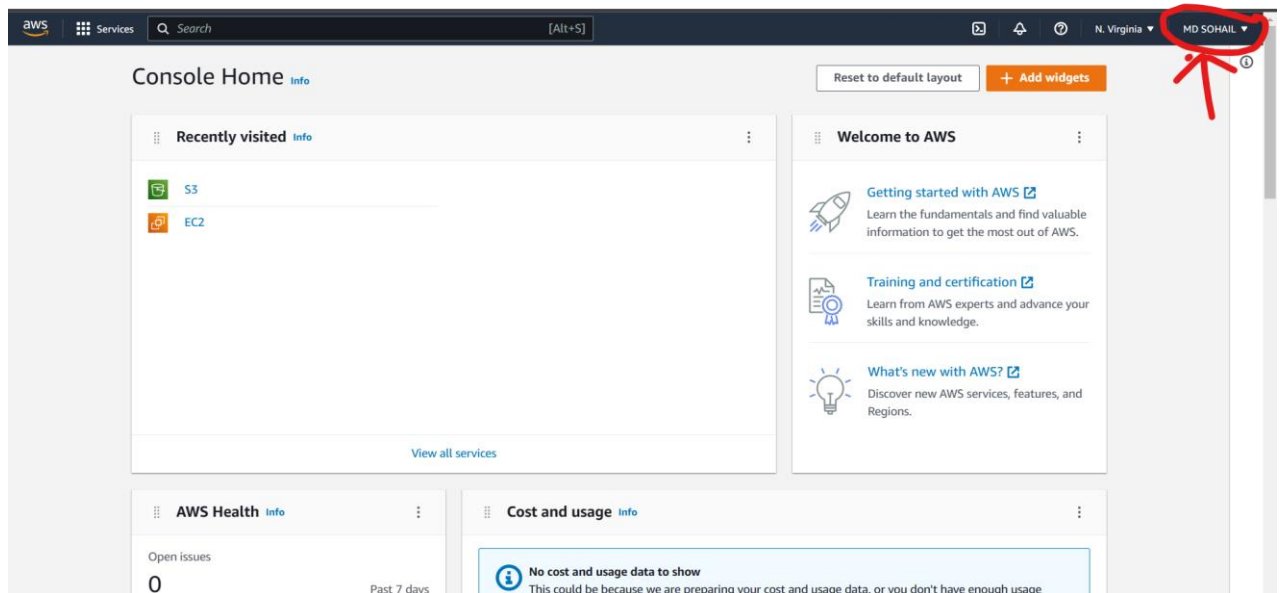 aws
Services
Search
[Alt+S]
N. Virginia
MD SOHAIL
Console Home Info
Reset to default layout
+ Add widgets
Recently visited Info
S3
EC2
View all services
Welcome to AWS
Getting started with AWS
Learn the fundamentals and find valuable
information to get the most out of AWS.
Training and certification
Learn from AWS experts and advance your
skills and knowledge.
What's new with AWS?
Discover new AWS services, features, and
Regions.
AWS Health Info
Open issues
0
Past 7 days
Cost and usage Info
No cost and usage data to show
This could be because we are preparing your cost and usage data, or you don't have enough usage